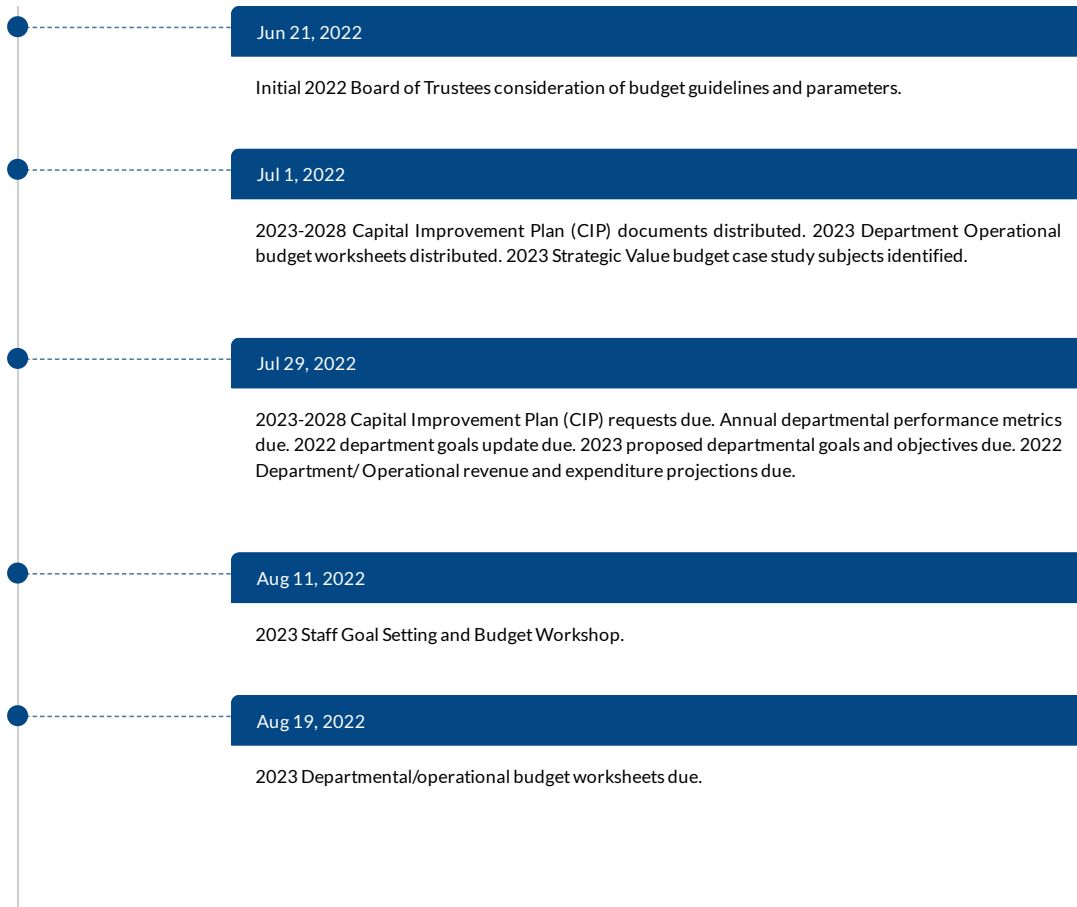 Jun 21, 2022
Initial 2022 Board of Trustees consideration of budget guidelines and parameters.
Jul 1, 2022
2023-2028 Capital Improvement Plan (CIP) documents distributed. 2023 Department Operational
budget worksheets distributed. 2023 Strategic Value budget case study subjects identified.
Jul 29, 2022
2023-2028 Capital Improvement Plan (CIP) requests due. Annual departmental performance metrics
due. 2022 department goals update due. 2023 proposed departmental goals and objectives due. 2022
Department/ Operational revenue and expenditure projections due.
Aug 11, 2022
2023 Staff Goal Setting and Budget Workshop.
Aug 19, 2022
2023 Departmental/operational budget worksheets due.